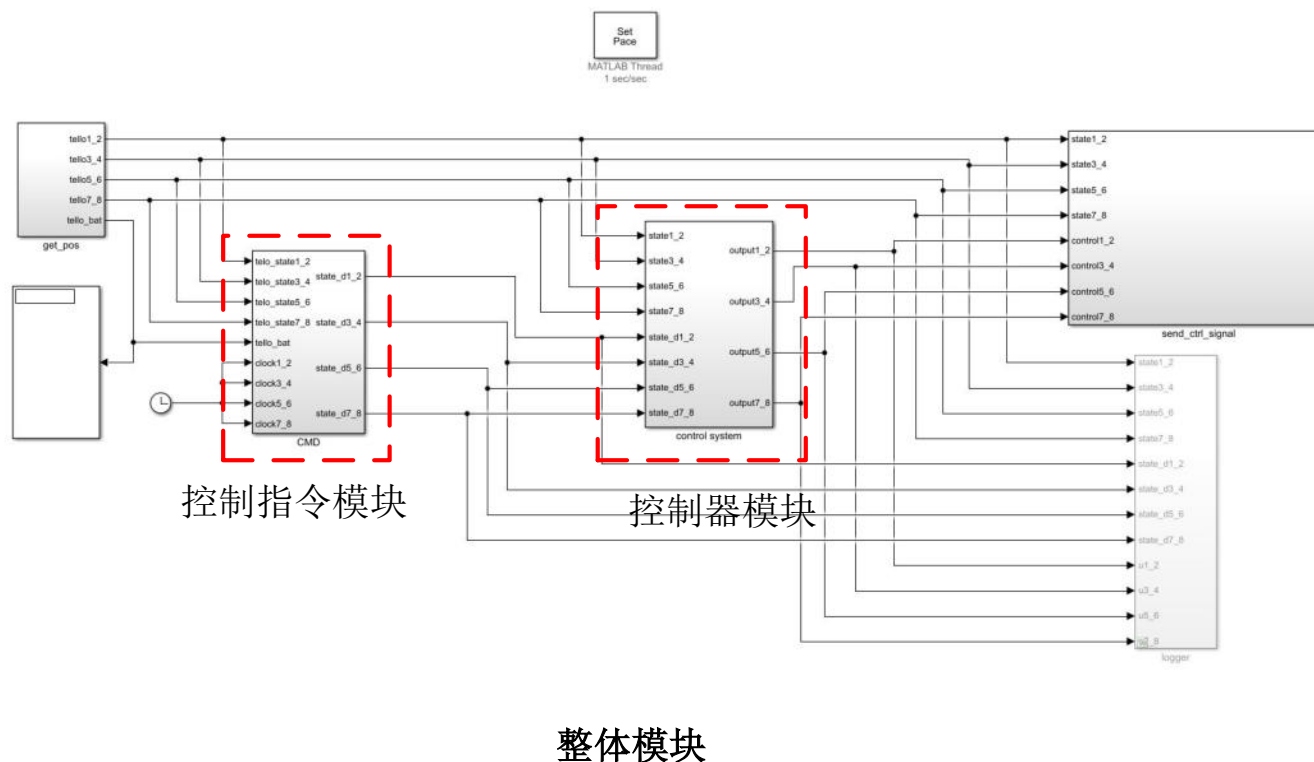 Set
Pace
MATLAB Thread
1 sec/sec
tello1_2
tello3_4
tello5_6
tello7_8
tello_bat
get_pos
telo_state1_2
telo_state3_4
telo_state5_6
telo_state7_8
tello_bat
clock1_2
clock3_4
clock5_6
clock7_8
state_d1_2
state_d3_4
state_d5_6
state_d7_8
CMD
控制指令模块
state1_2
state3_4
state5_6
state7_8
state_d1_2
state_d3_4
state_d5_6
state_d7_8
output1_2
output3_4
output5_6
output7_8
control system
控制器模块
state1_2
state3_4
state5_6
state7_8
control1_2
control3_4
control5_6
control7_8
send_ctrl_signal
state1_2
state3_4
state5_6
state7_8
state_d1_2
state_d3_4
state_d5_6
state_d7_8
u1_2
u3_4
u5_6
logger
整体模块